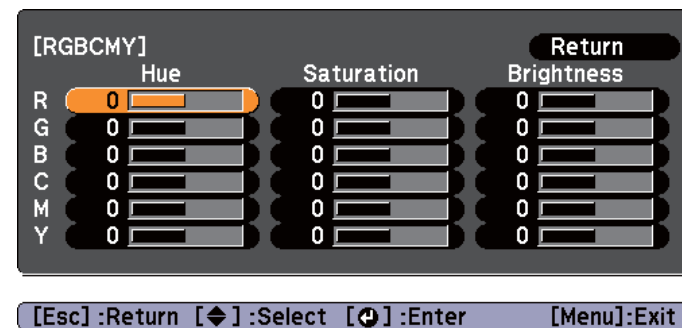 [RGBCMY] Return
Hue Saturation Brightness
R 0 0 0
G 0 0 0
B 0 0 0
C 0 0 0
M 0 0 0
Y 0 0 0
[Esc] :Return [◆] :Select [⏎] :Enter [Menu]:Exit